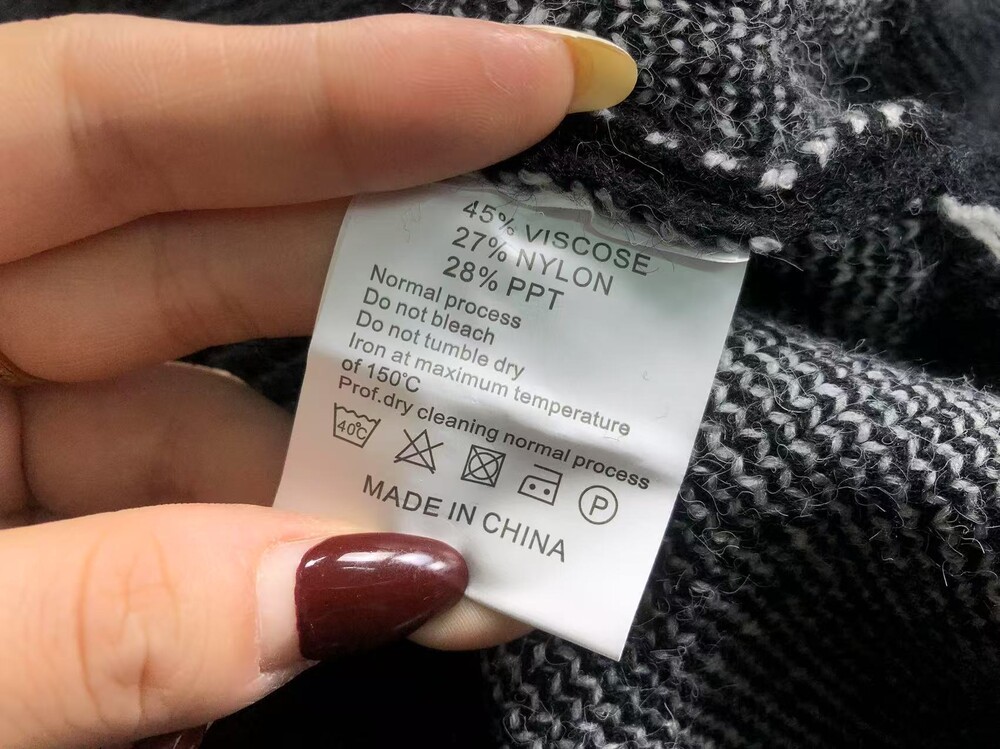 45% VISCOSE
27% NYLON
28% PPT
Normal process
Do not bleach
Do not tumble dry
Iron at maximum temperature
of 150℃
Prof.dry cleaning normal process
40℃
P
MADE IN CHINA